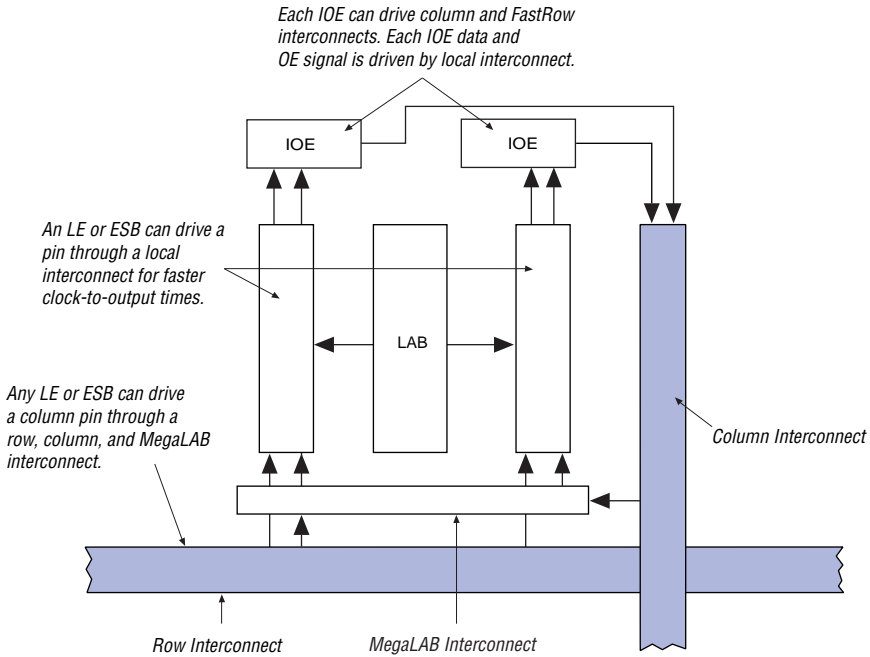 Each IOE can drive column and FastRow
interconnects. Each IOE data and
OE signal is driven by local interconnect.
IOE
IOE
An LE or ESB can drive a
pin through a local
interconnect for faster
clock-to-output times.
LAB
Any LE or ESB can drive
a column pin through a
row, column, and MegaLAB
interconnect.
Column Interconnect
Row Interconnect
MegaLAB Interconnect